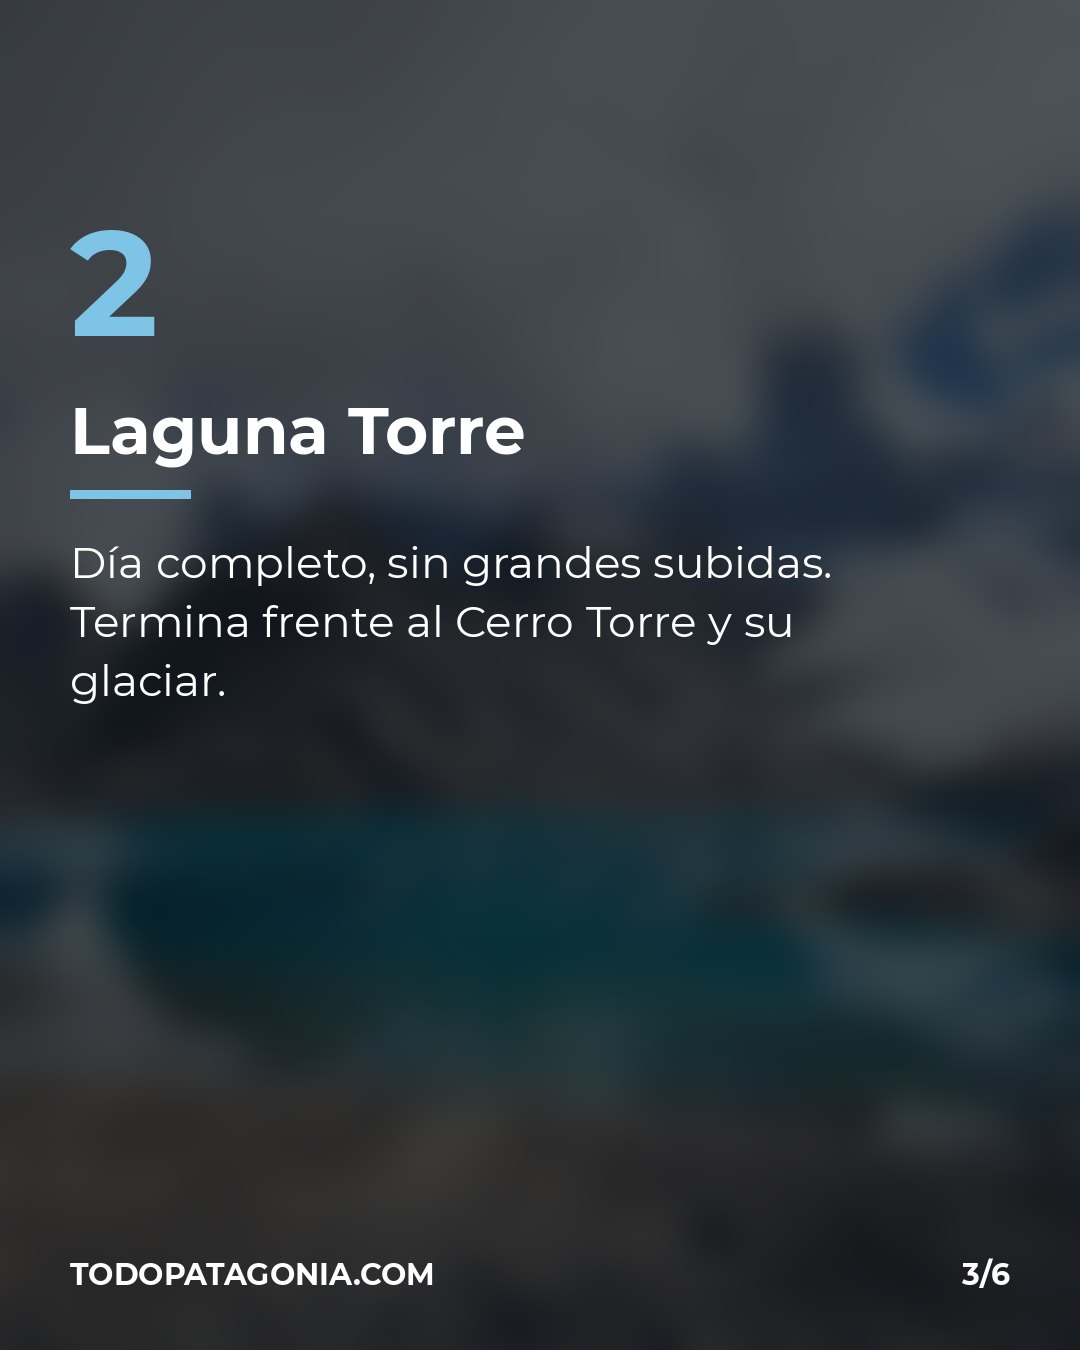 2
Laguna Torre
Día completo, sin grandes subidas.
Termina frente al Cerro Torre y su
glaciar.
TODOPATAGONIA.COM
3/6